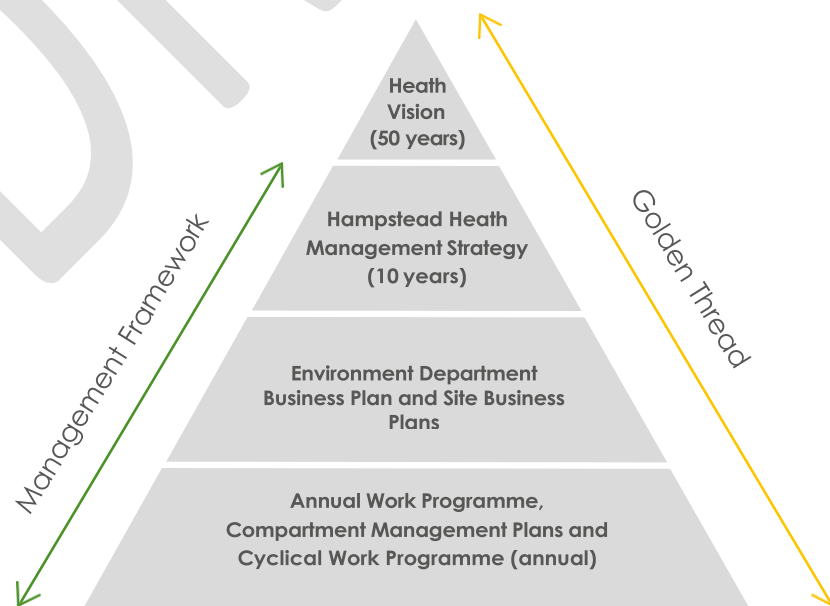 Heath
Vision
(50 years)
Hampstead Heath
Management Strategy
(10 years)
Environment Department
Business Plan and Site Business
Plans
Annual Work Programme,
Compartment Management Plans and
Cyclical Work Programme (annual)
Management Framework
Golden Thread